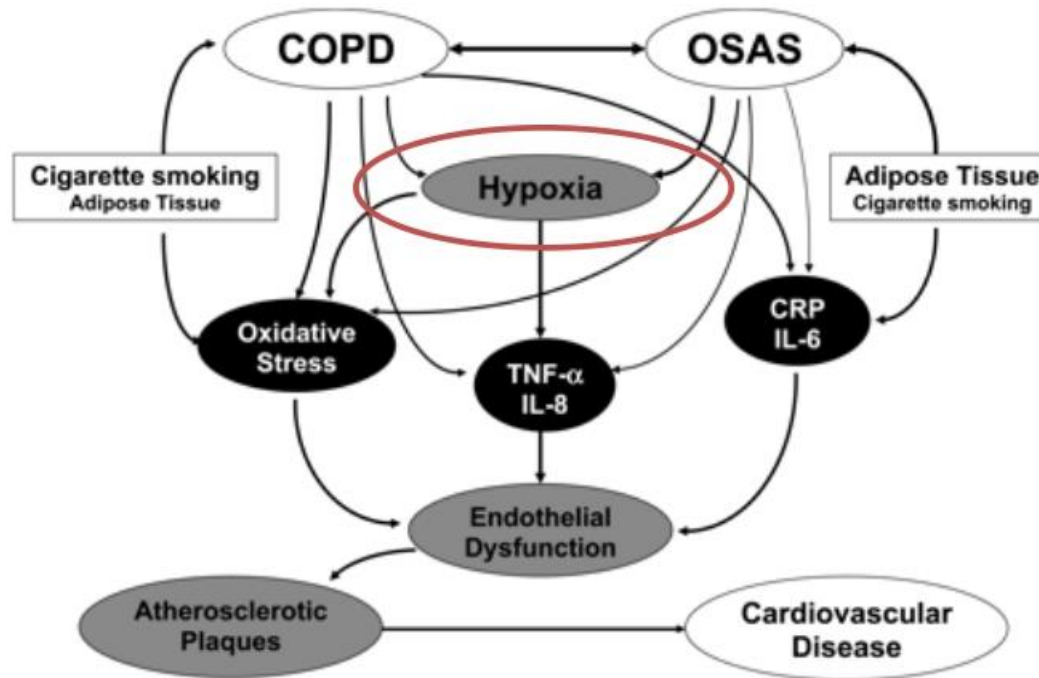 COPD
OSAS
Cigarette smoking
Adipose Tissue
Hypoxia
Adipose Tissue
Cigarette smoking
Oxidative
Stress
TNF-α
IL-8
CRP
IL-6
Endothelial
Dysfunction
Atherosclerotic
Plaques
Cardiovascular
Disease